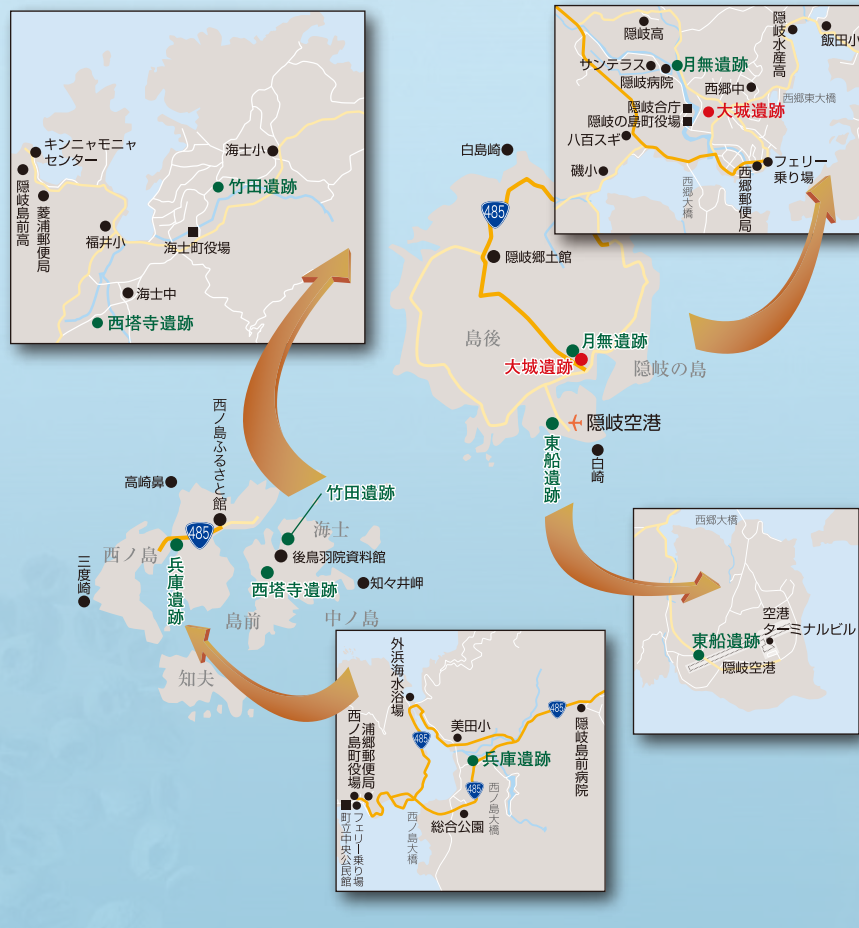 キンニャモニャ
センター
隠岐島前高
菱浦郵便局
福井小
海士小
竹田遺跡
海士町役場
海士中
西塔寺遺跡
隠岐高
サンテラス
隠岐病院
月無遺跡
隠岐水産高
飯田小
西郷中
西郷東大橋
隠岐合庁
隠岐の島町役場
大城遺跡
八百スギ
磯小
西郷大橋
西郷郵便局
フェリー
乗り場
白島崎
485
隠岐郷土館
島後
月無遺跡
大城遺跡
隠岐の島
隠岐空港
東船遺跡
白崎
西ノ島ふるさと館
高崎鼻
竹田遺跡
485
海士
西ノ島
兵庫遺跡
後鳥羽院資料館
三度崎
西塔寺遺跡
知々井岬
島前
中ノ島
知夫
西郷大橋
空港
ターミナルビル
東船遺跡
隠岐空港
外浜海水浴場
西ノ島町役場
浦郷郵便局
美田小
485
485
隠岐島前病院
兵庫遺跡
485
西ノ島大橋
総合公園
西ノ島大橋
町立中央公民館
フェリー乗り場